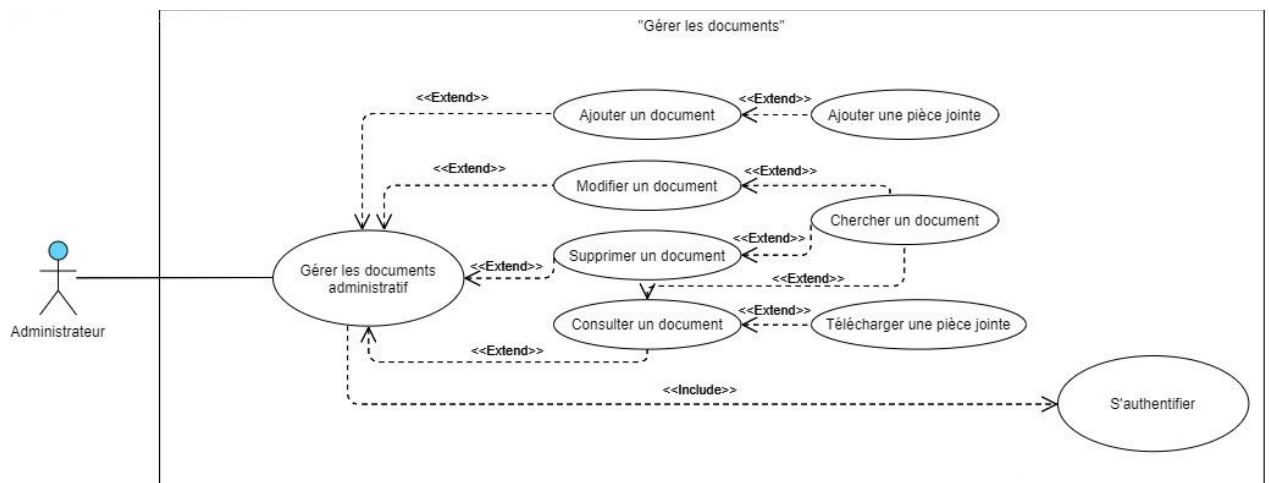 "Gérer les documents"
<<Extend>>
Ajouter un document
<<Extend>>
Ajouter une pièce jointe
<<Extend>>
Modifier un document
<<Extend>>
Chercher un document
Gérer les documents
administratif
<<Extend>>
Supprimer un document
<<Extend>>
<<Extend>>
Consulter un document
<<Extend>>
Télécharger une pièce jointe
Administrateur
<<Extend>>
<<Include>>
S'authentifier